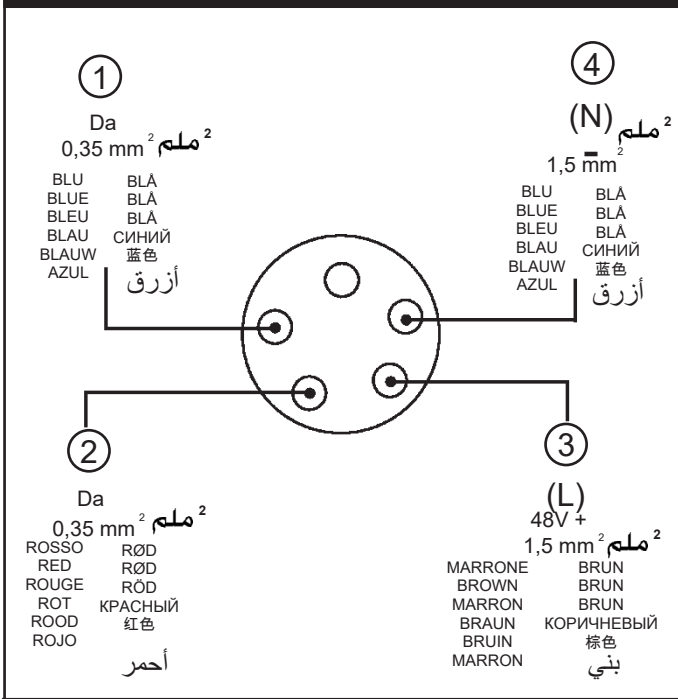 ①
Da
0,35 mm² ملم²
BLU BLÅ
BLUE BLÅ
BLEU BLÅ
BLAU СИНИЙ
BLAUW 蓝色
AZUL أزرق
④
(N)
ملم²
1,5 mm²
BLU BLÅ
BLUE BLÅ
BLEU BLÅ
BLAU СИНИЙ
BLAUW 蓝色
AZUL أزرق
②
Da
0,35 mm² ملم²
ROSSO RØD
RED RØD
ROUGE RÖD
ROT КРАСНЫЙ
ROOD 红色
ROJO
أحمر
③
(L)
48V +
1,5 mm² ملم²
MARRONE BRUN
BROWN BRUN
MARRON BRUN
BRAUN КОРИЧНЕВЫЙ
BRUIN 棕色
MARRON بني